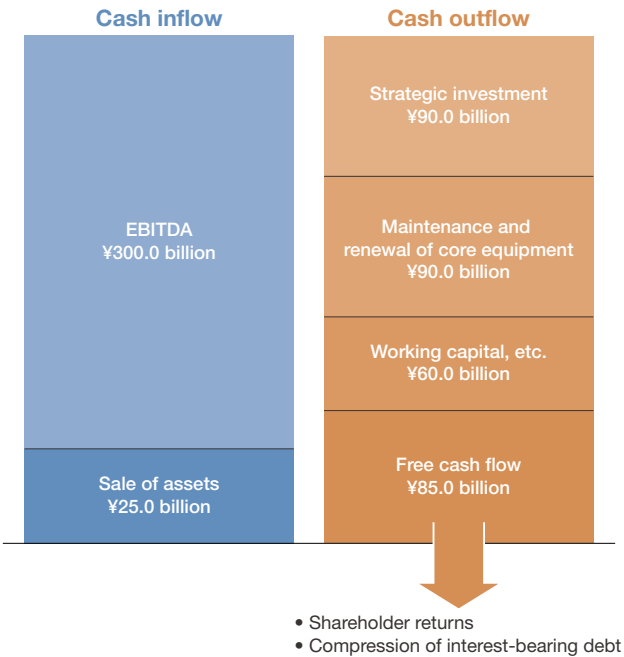 Cash inflow
EBITDA
¥300.0 billion
Sale of assets
¥25.0 billion
Cash outflow
Strategic investment
¥90.0 billion
Maintenance and
renewal of core equipment
¥90.0 billion
Working capital, etc.
¥60.0 billion
Free cash flow
¥85.0 billion
• Shareholder returns
• Compression of interest-bearing debt